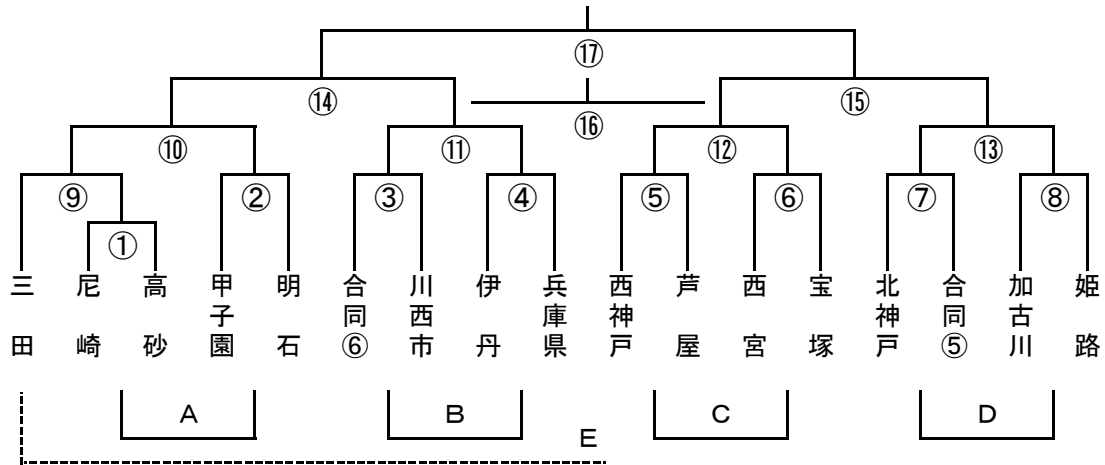 ⑰
⑭
⑯
⑮
⑩
⑪
⑫
⑬
⑨
②
③
④
⑤
⑥
⑦
⑧
①
三田
尼崎
高砂
甲子園
明石
合同⑥
川西市
伊丹
兵庫県
西神戸
芦屋
西宮
宝塚
北神戸
合同⑤
加古川
姫路
A
B
C
D
E